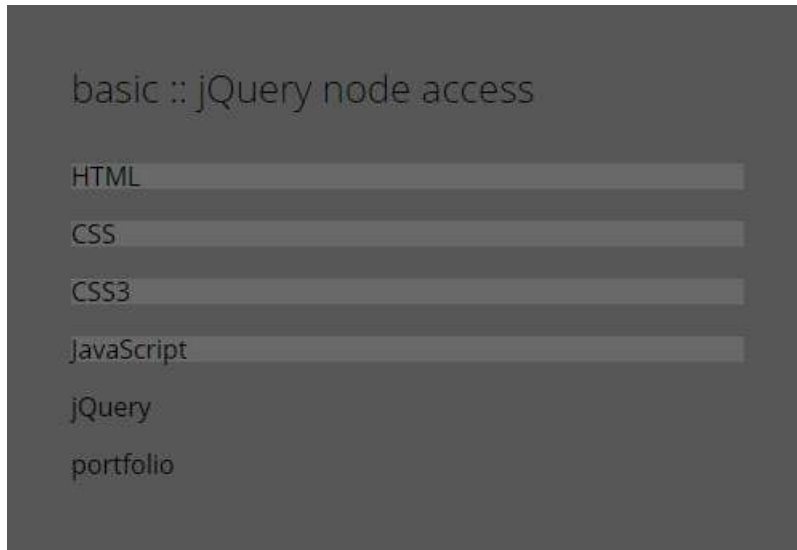 basic :: jQuery node access
HTML
CSS
CSS3
JavaScript
jQuery
portfolio